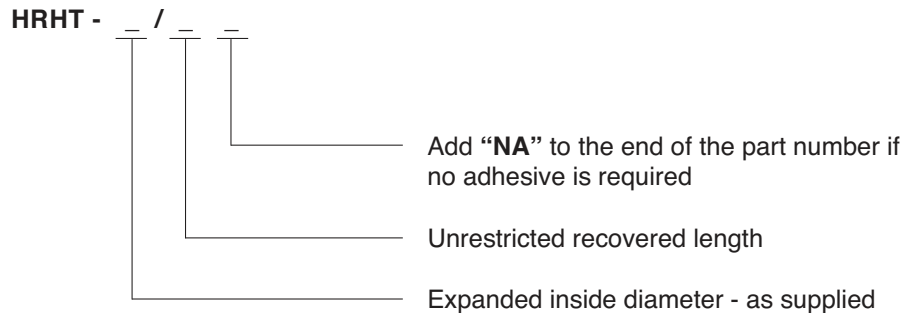 HRHT - _ / _ _
Add “NA” to the end of the part number if
no adhesive is required
Unrestricted recovered length
Expanded inside diameter - as supplied